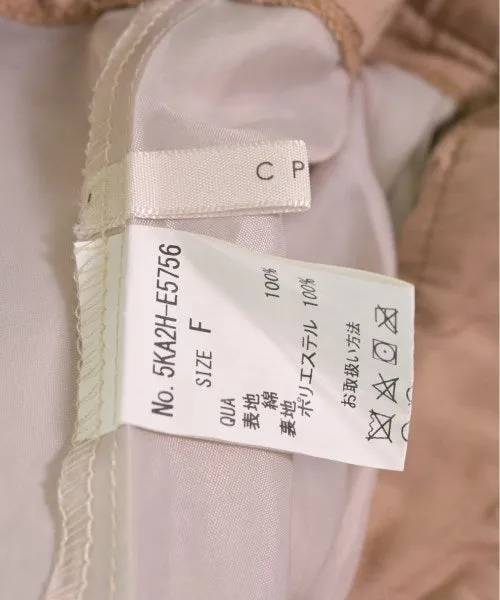 C P
No. 5KA2H-E5756
SIZE F
QUA
表地
綿 100%
裏地
ポリエステル 100%
お取扱い方法